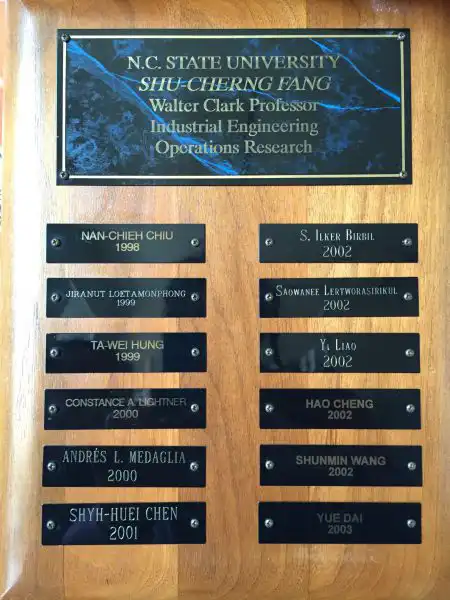 N.C. STATE UNIVERSITY
SHU-CHERNG FANG
Walter Clark Professor
Industrial Engineering
Operations Research
NAN-CHIEH CHIU
1998
JIRANUT LOETAMONPHONG
1999
TA-WEI HUNG
1999
CONSTANCE A. LIGHTNER
2000
ANDRÉS L. MEDAGLIA
2000
SHYH-HUEI CHEN
2001
S. ILKER BIRBIL
2002
SAOWANEE LERTWORASIRIKUL
2002
YI LIAO
2002
HAO CHENG
2002
SHUNMIN WANG
2002
YUE DAI
2003